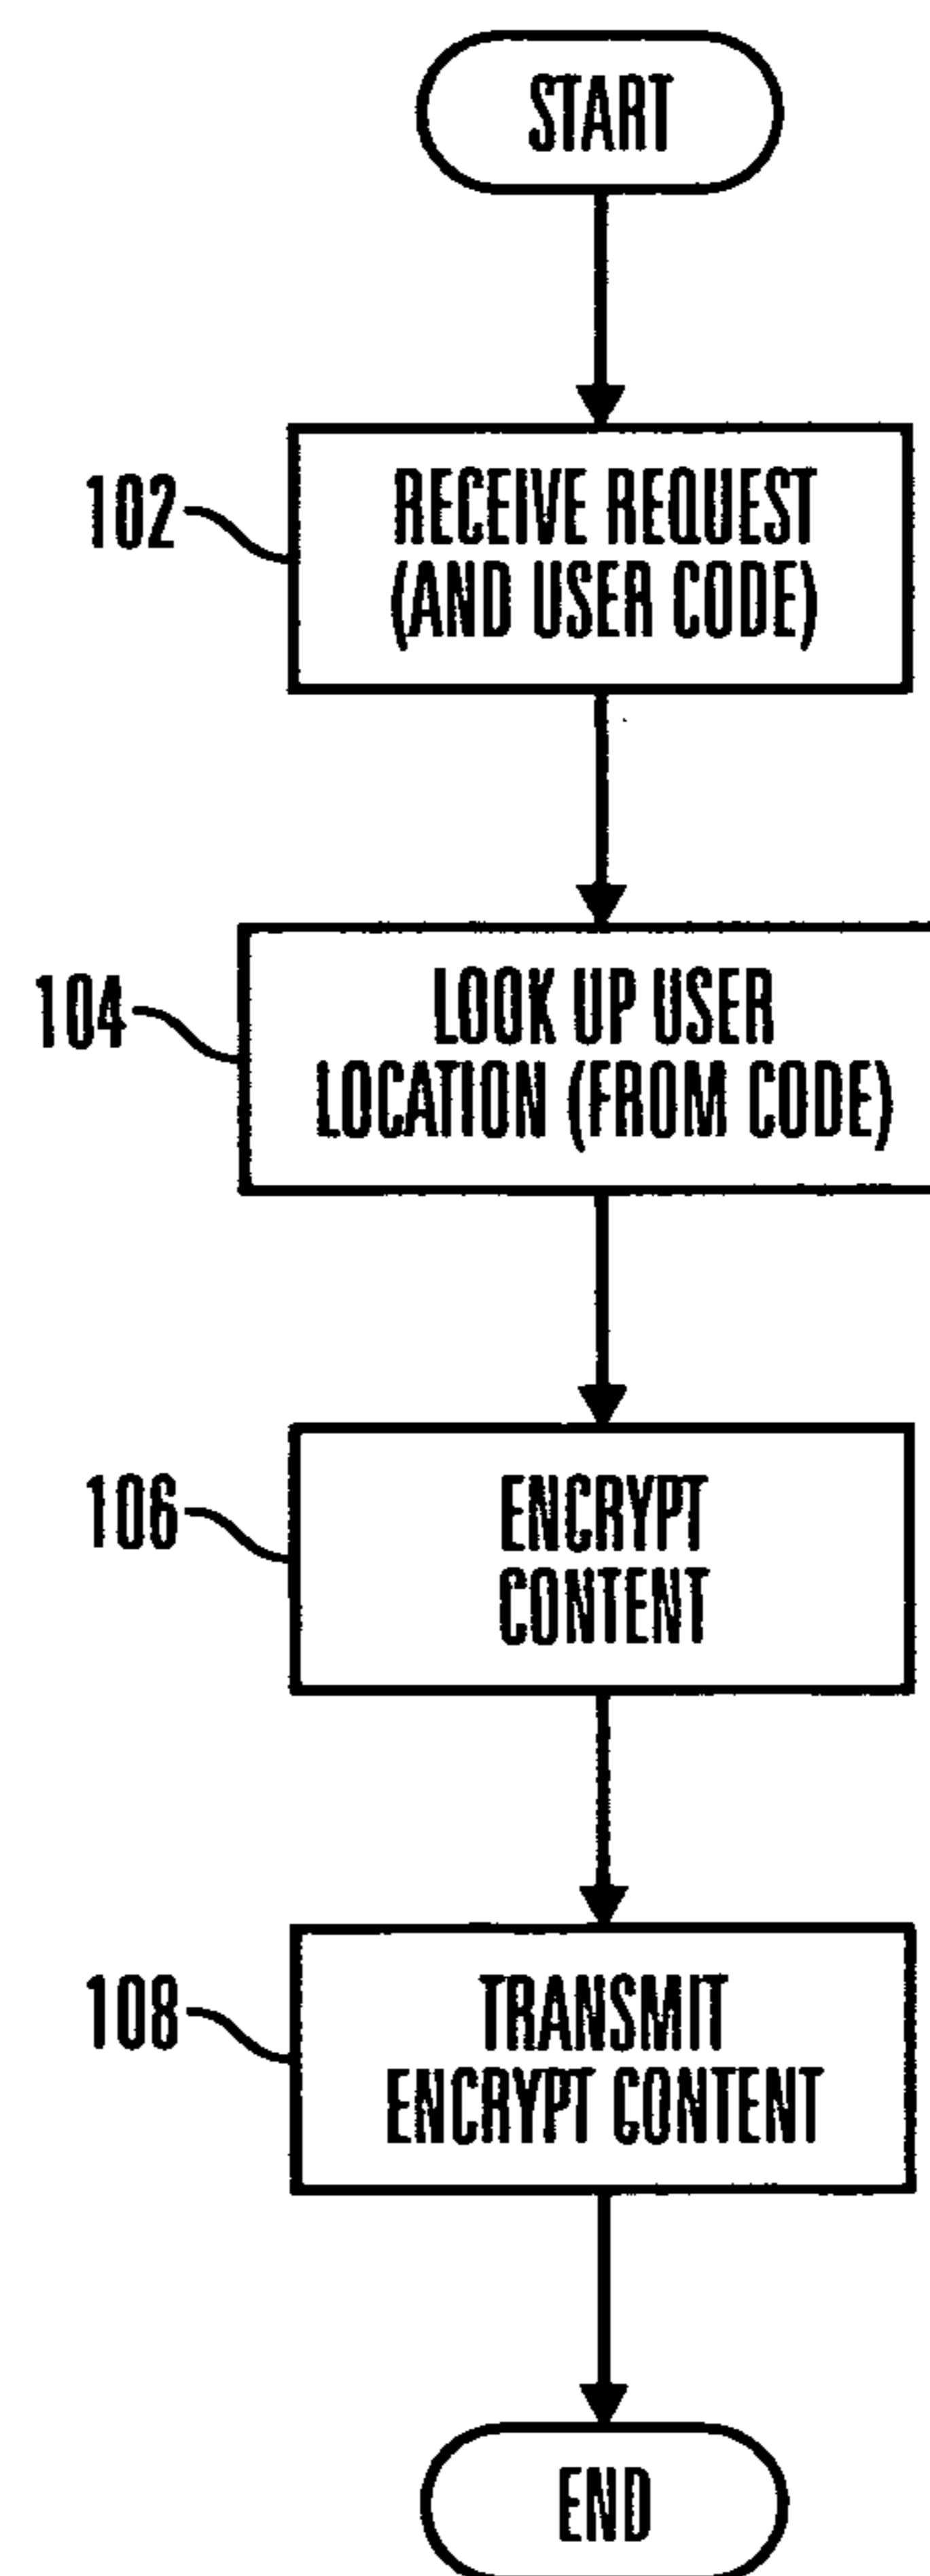 START
102
RECEIVE REQUEST
(AND USER CODE)
104
LOOK UP USER
LOCATION (FROM CODE)
106
ENCRYPT
CONTENT
108
TRANSMIT
ENCRYPT CONTENT
END